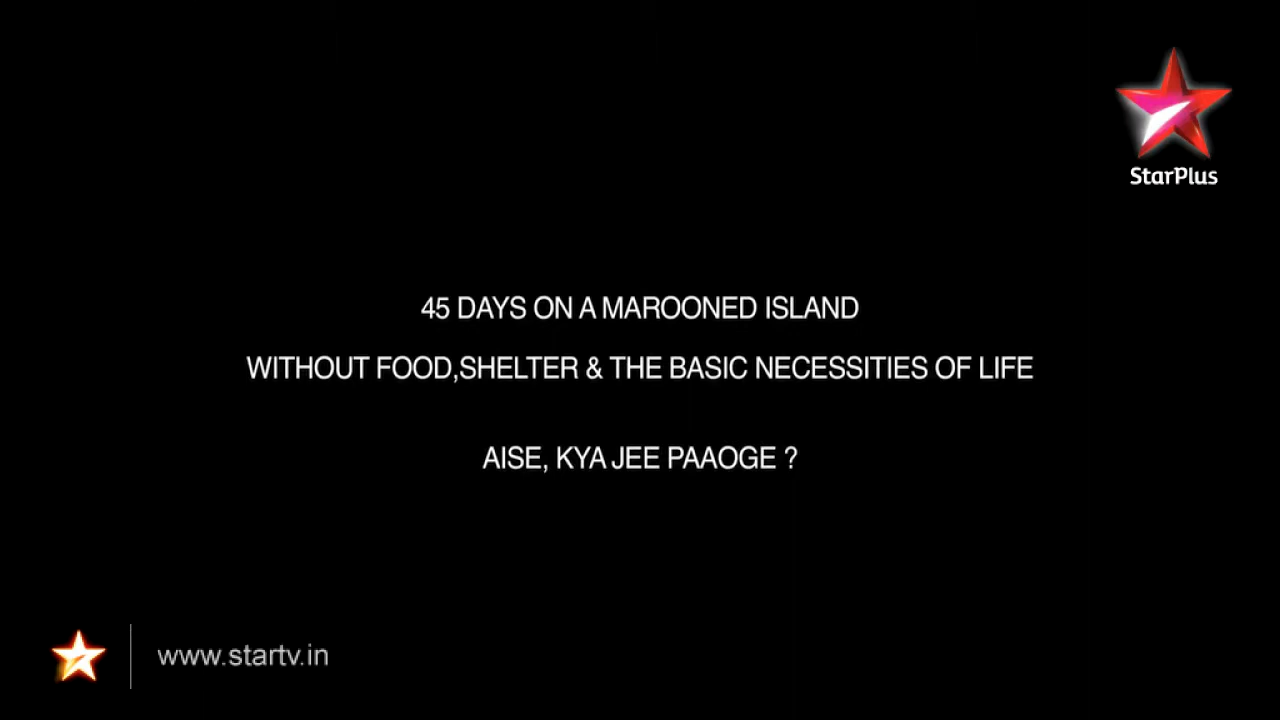 StarPlus
45 DAYS ON A MAROONED ISLAND
WITHOUT FOOD,SHELTER & THE BASIC NECESSITIES OF LIFE
AISE, KYA JEE PAAOGE ?
www.startv.in